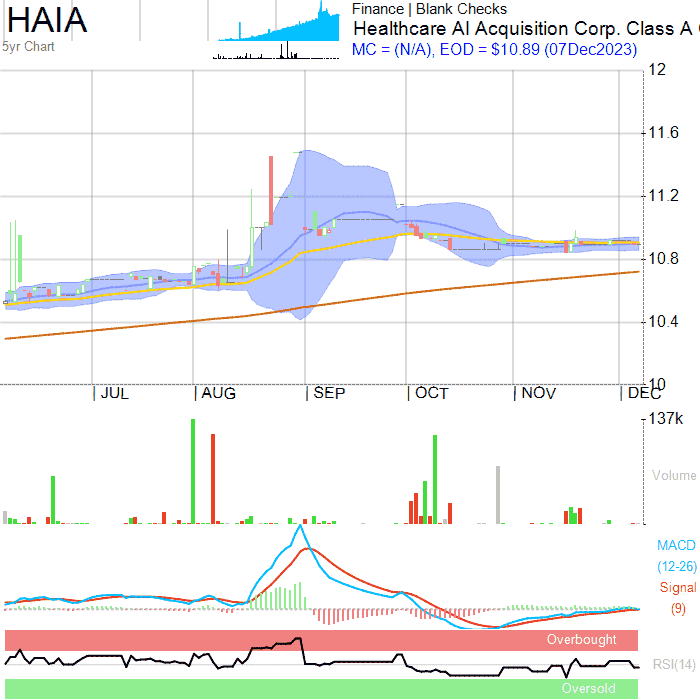 HAIA
5yr Chart
Finance | Blank Checks
Healthcare AI Acquisition Corp. Class A
MC = (N/A), EOD = $10.89 (07Dec2023)
12
11.6
11.2
10.8
10.4
10
JUL AUG SEP OCT NOV DEC
137k
Volume
MACD
(12-26)
Signal
(9)
Overbought
RSI(14)
Oversold